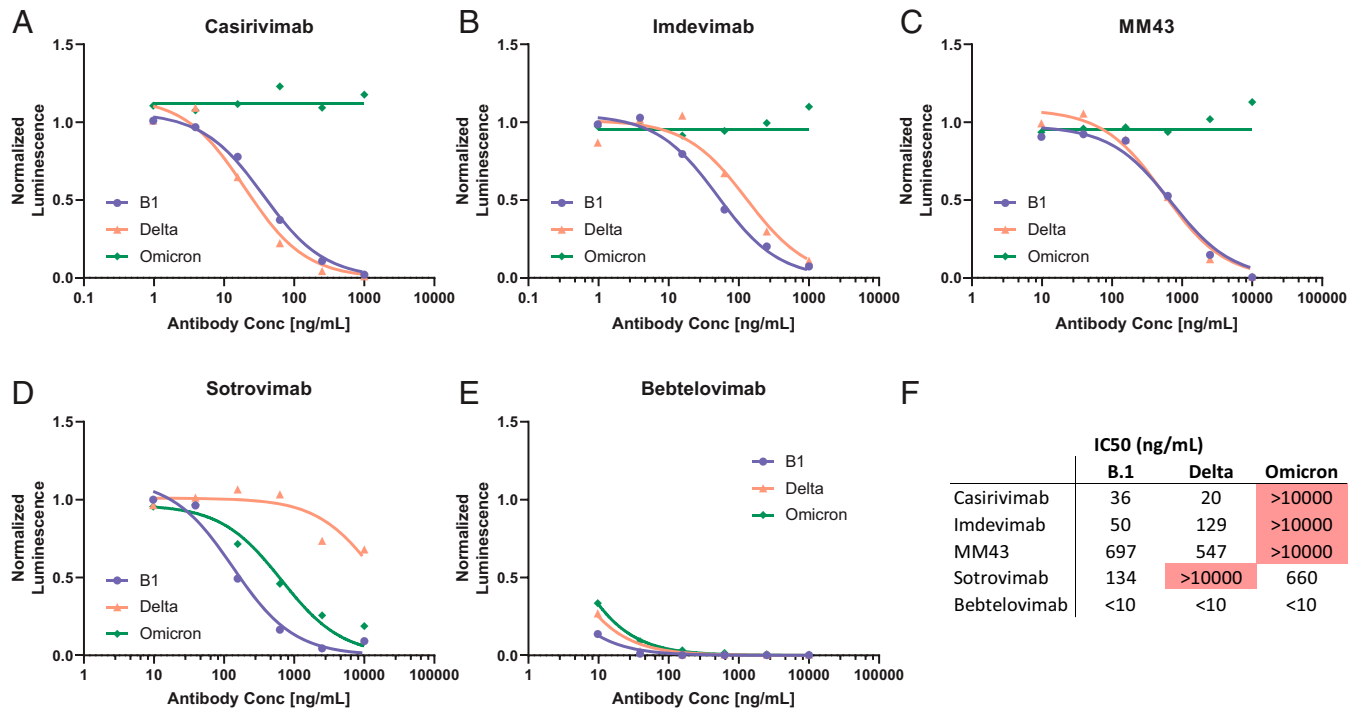 A
Casirivimab
1.5
1.0
0.5
0.0
Normalized
Luminescence
B1
Delta
Omicron
0.1 1 10 100 1000 10000
Antibody Conc [ng/mL]
B
Imdevimab
1.5
1.0
0.5
0.0
Normalized
Luminescence
B1
Delta
Omicron
0.1 1 10 100 1000 10000
Antibody Conc [ng/mL]
C
MM43
1.5
1.0
0.5
0.0
Normalized
Luminescence
B1
Delta
Omicron
1 10 100 1000 10000 100000
Antibody Conc [ng/mL]
D
Sotrovimab
1.5
1.0
0.5
0.0
Normalized
Luminescence
B1
Delta
Omicron
1 10 100 1000 10000 100000
Antibody Conc [ng/mL]
E
Bebtelovimab
1.5
1.0
0.5
0.0
Normalized
Luminescence
B1
Delta
Omicron
1 10 100 1000 10000 100000
Antibody Conc [ng/mL]
F
IC50 (ng/mL)
B.1 Delta Omicron
Casirivimab 36 20 >10000
Imdevimab 50 129 >10000
MM43 697 547 >10000
Sotrovimab 134 >10000 660
Bebtelovimab <10 <10 <10